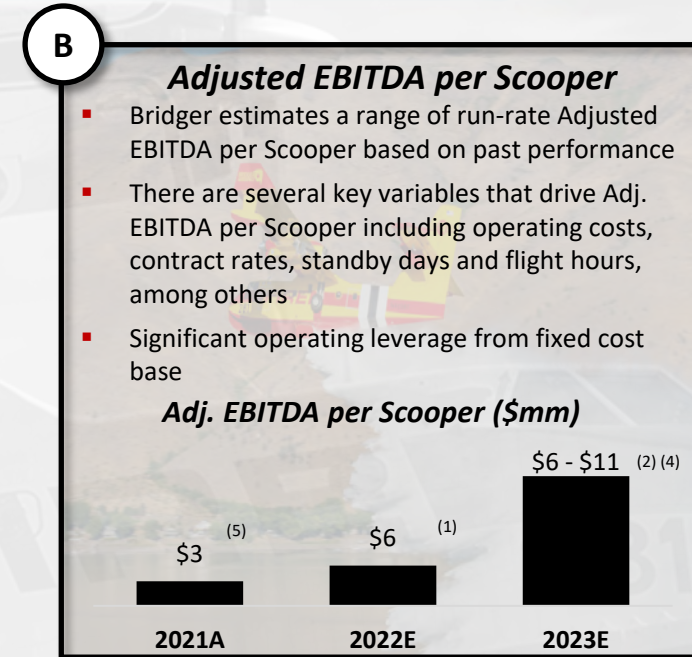 B
Adjusted EBITDA per Scooper
▪ Bridger estimates a range of run-rate Adjusted
EBITDA per Scooper based on past performance
▪ There are several key variables that drive Adj.
EBITDA per Scooper including operating costs,
contract rates, standby days and flight hours,
among others
▪ Significant operating leverage from fixed cost
base
Adj. EBITDA per Scooper ($mm)
$6 - $11 (2) (4)
$3 (5)
$6 (1)
2021A 2022E 2023E